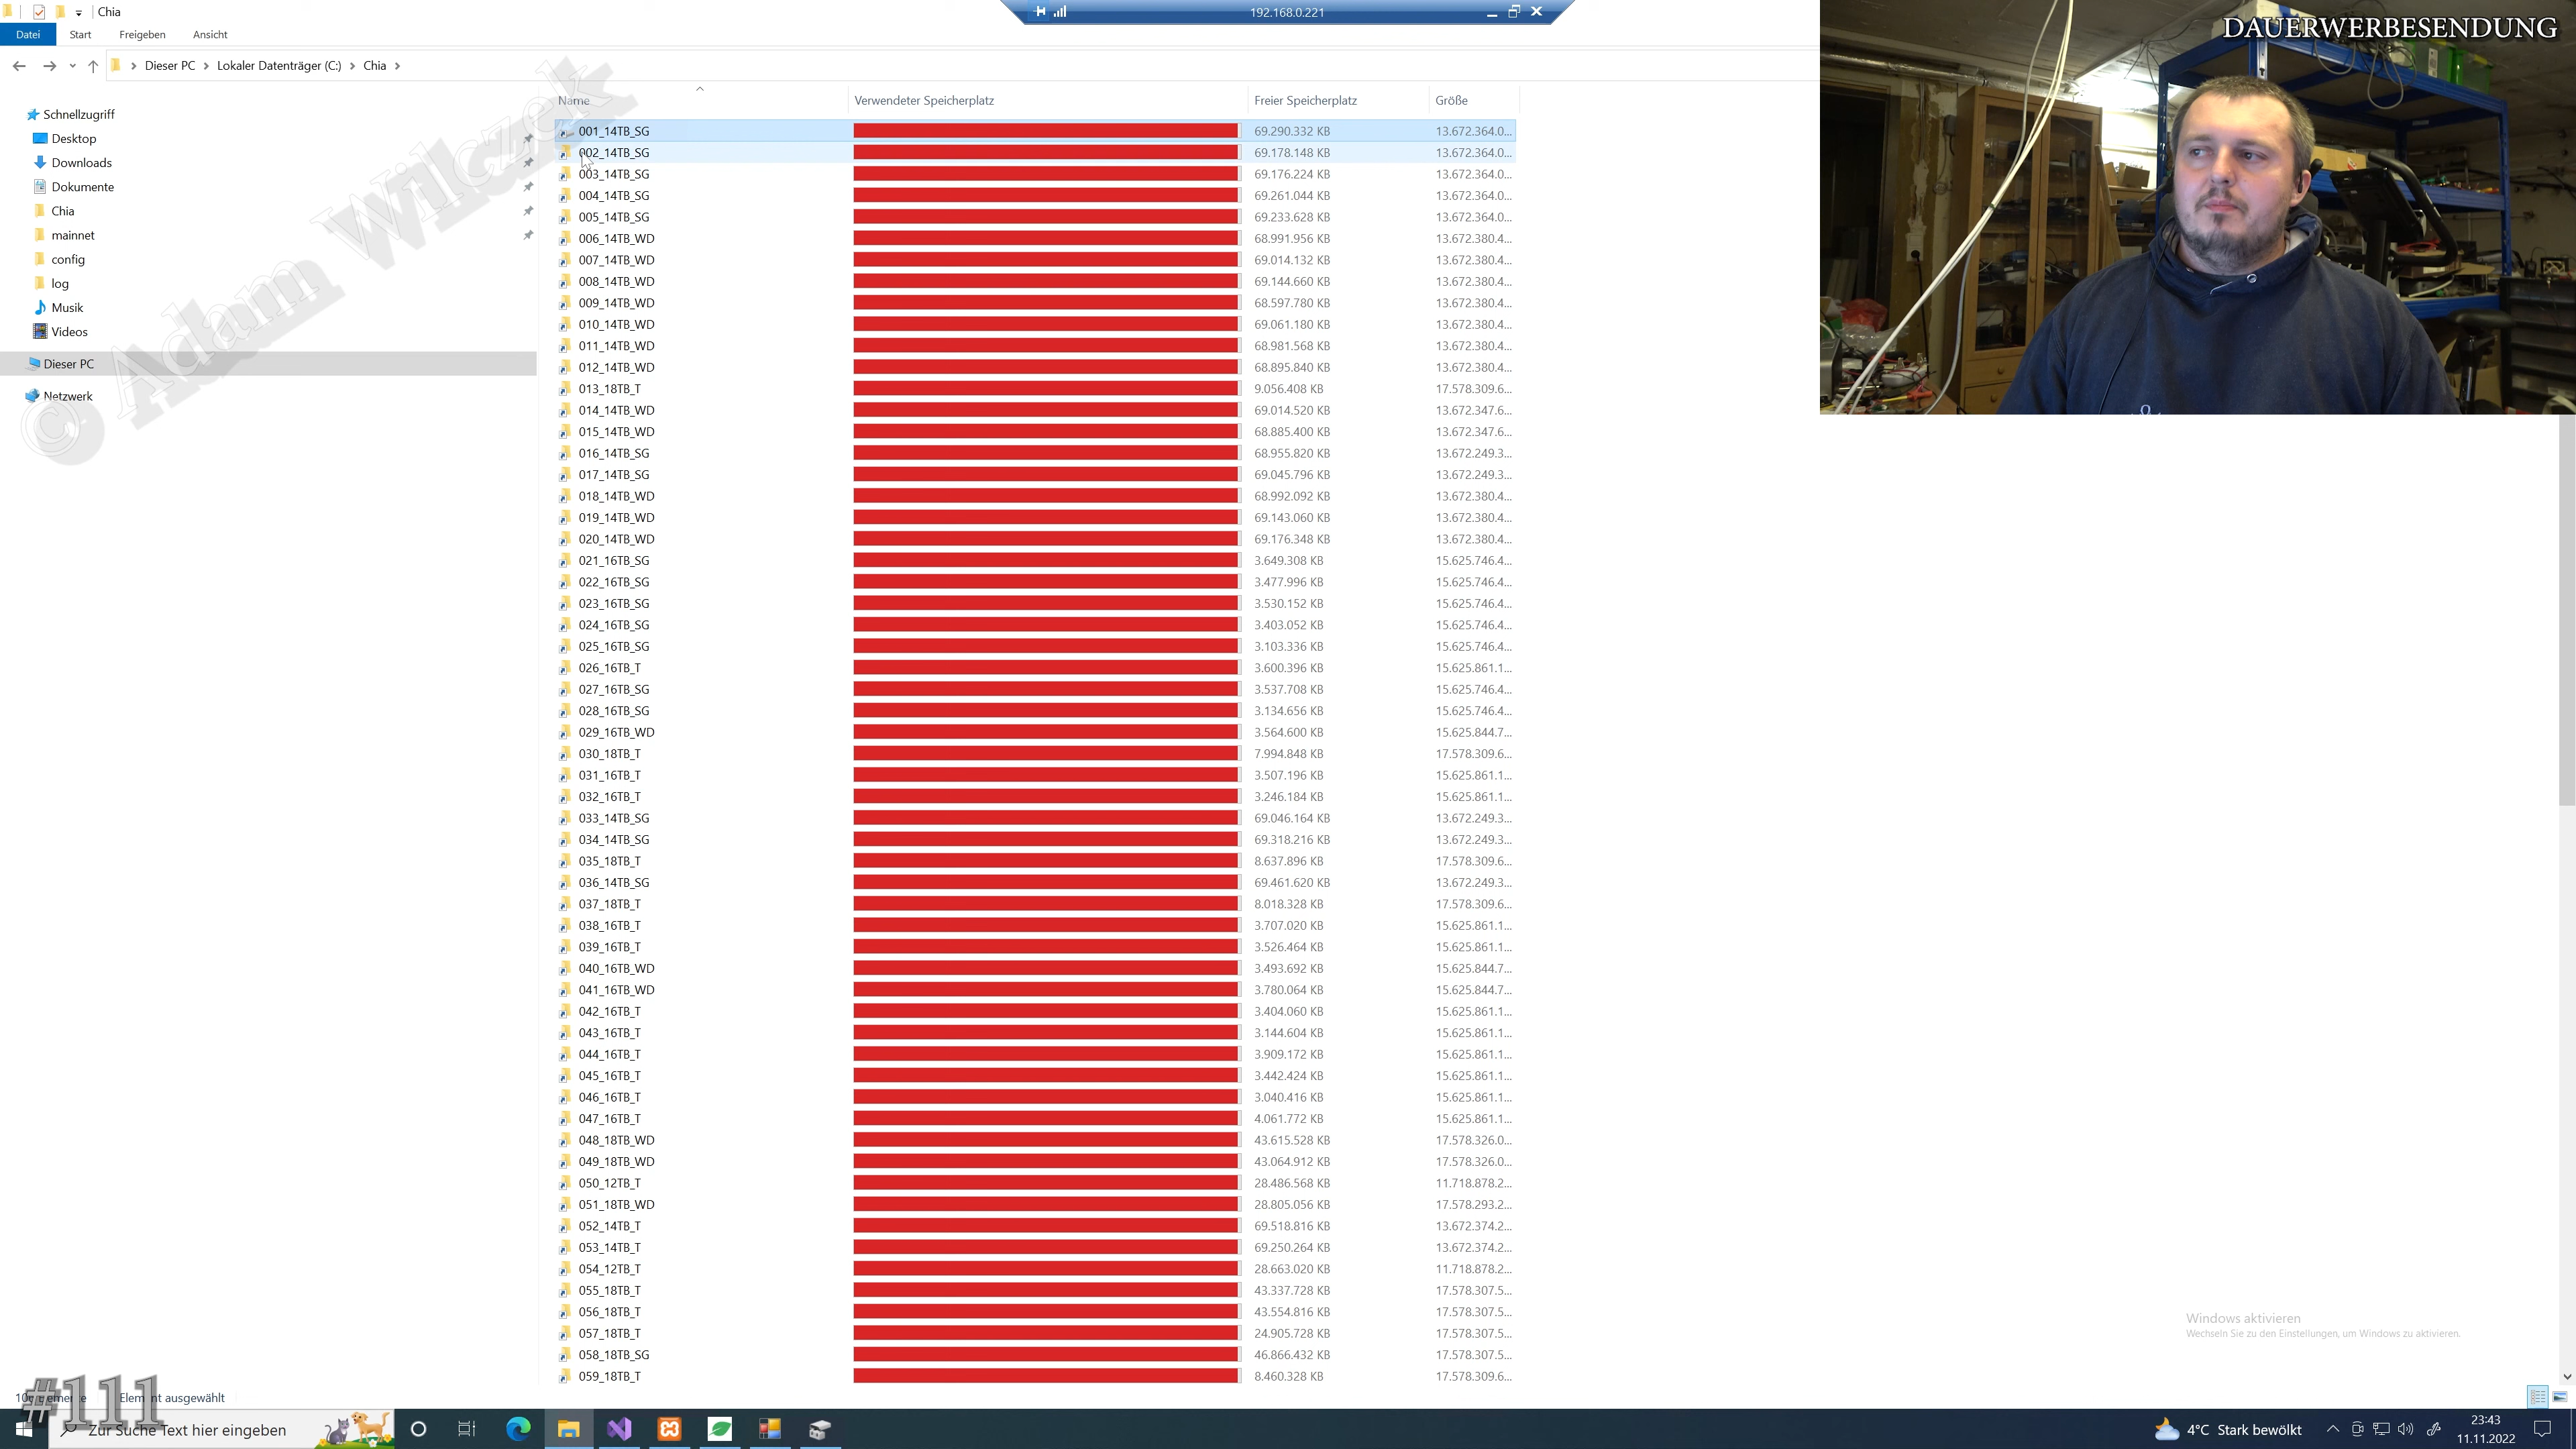 Chia
192.168.0.221
DAUERWERBESENDUNG
Datei Start Freigeben Ansicht
Dieser PC Lokaler Datenträger (C:) Chia
Name Verwendeter Speicherplatz Freier Speicherplatz Größe
Schnellzugriff
Desktop
Downloads
Dokumente
Chia
mainnet
config
log
Musik
Videos
Dieser PC
Netzwerk
© Adam Wilczek
001_14TB_SG 69.290.332 KB 13.672.364.0...
002_14TB_SG 69.178.148 KB 13.672.364.0...
003_14TB_SG 69.176.224 KB 13.672.364.0...
004_14TB_SG 69.261.044 KB 13.672.364.0...
005_14TB_SG 69.233.628 KB 13.672.364.0...
006_14TB_WD 68.991.956 KB 13.672.380.4...
007_14TB_WD 69.014.132 KB 13.672.380.4...
008_14TB_WD 69.144.660 KB 13.672.380.4...
009_14TB_WD 68.597.780 KB 13.672.380.4...
010_14TB_WD 69.061.180 KB 13.672.380.4...
011_14TB_WD 68.981.568 KB 13.672.380.4...
012_14TB_WD 68.895.840 KB 13.672.380.4...
013_18TB_T 9.056.408 KB 17.578.309.6...
014_14TB_WD 69.014.520 KB 13.672.347.6...
015_14TB_WD 68.885.400 KB 13.672.347.6...
016_14TB_SG 68.955.820 KB 13.672.249.3...
017_14TB_SG 69.045.796 KB 13.672.249.3...
018_14TB_WD 68.992.092 KB 13.672.380.4...
019_14TB_WD 69.143.060 KB 13.672.380.4...
020_14TB_WD 69.176.348 KB 13.672.380.4...
021_16TB_SG 3.649.308 KB 15.625.746.4...
022_16TB_SG 3.477.996 KB 15.625.746.4...
023_16TB_SG 3.530.152 KB 15.625.746.4...
024_16TB_SG 3.403.052 KB 15.625.746.4...
025_16TB_SG 3.103.336 KB 15.625.746.4...
026_16TB_T 3.600.396 KB 15.625.861.1...
027_16TB_SG 3.537.708 KB 15.625.746.4...
028_16TB_SG 3.134.656 KB 15.625.746.4...
029_16TB_WD 3.564.600 KB 15.625.844.7...
030_18TB_T 7.994.848 KB 17.578.309.6...
031_16TB_T 3.507.196 KB 15.625.861.1...
032_16TB_T 3.246.184 KB 15.625.861.1...
033_14TB_SG 69.046.164 KB 13.672.249.3...
034_14TB_SG 69.318.216 KB 13.672.249.3...
035_18TB_T 8.637.896 KB 17.578.309.6...
036_14TB_SG 69.461.620 KB 13.672.249.3...
037_18TB_T 8.018.328 KB 17.578.309.6...
038_16TB_T 3.707.020 KB 15.625.861.1...
039_16TB_T 3.526.464 KB 15.625.861.1...
040_16TB_WD 3.493.692 KB 15.625.844.7...
041_16TB_WD 3.780.064 KB 15.625.844.7...
042_16TB_T 3.404.060 KB 15.625.861.1...
043_16TB_T 3.144.604 KB 15.625.861.1...
044_16TB_T 3.909.172 KB 15.625.861.1...
045_16TB_T 3.442.424 KB 15.625.861.1...
046_16TB_T 3.040.416 KB 15.625.861.1...
047_16TB_T 4.061.772 KB 15.625.861.1...
048_18TB_WD 43.615.528 KB 17.578.326.0...
049_18TB_WD 43.064.912 KB 17.578.326.0...
050_12TB_T 28.486.568 KB 11.718.878.2...
051_18TB_WD 28.805.056 KB 17.578.293.2...
052_14TB_T 69.518.816 KB 13.672.374.2...
053_14TB_T 69.250.264 KB 13.672.374.2...
054_12TB_T 28.663.020 KB 11.718.878.2...
055_18TB_T 43.337.728 KB 17.578.307.5...
056_18TB_T 43.554.816 KB 17.578.307.5...
057_18TB_T 24.905.728 KB 17.578.307.5...
058_18TB_SG 46.866.432 KB 17.578.307.5...
059_18TB_T 8.460.328 KB 17.578.309.6...
Windows aktivieren
Wechseln Sie zu den Einstellungen, um Windows zu aktivieren.
#111
ausgewählt
Zur Suche Text hier eingeben
4°C Stark bewölkt
23:43
11.11.2022